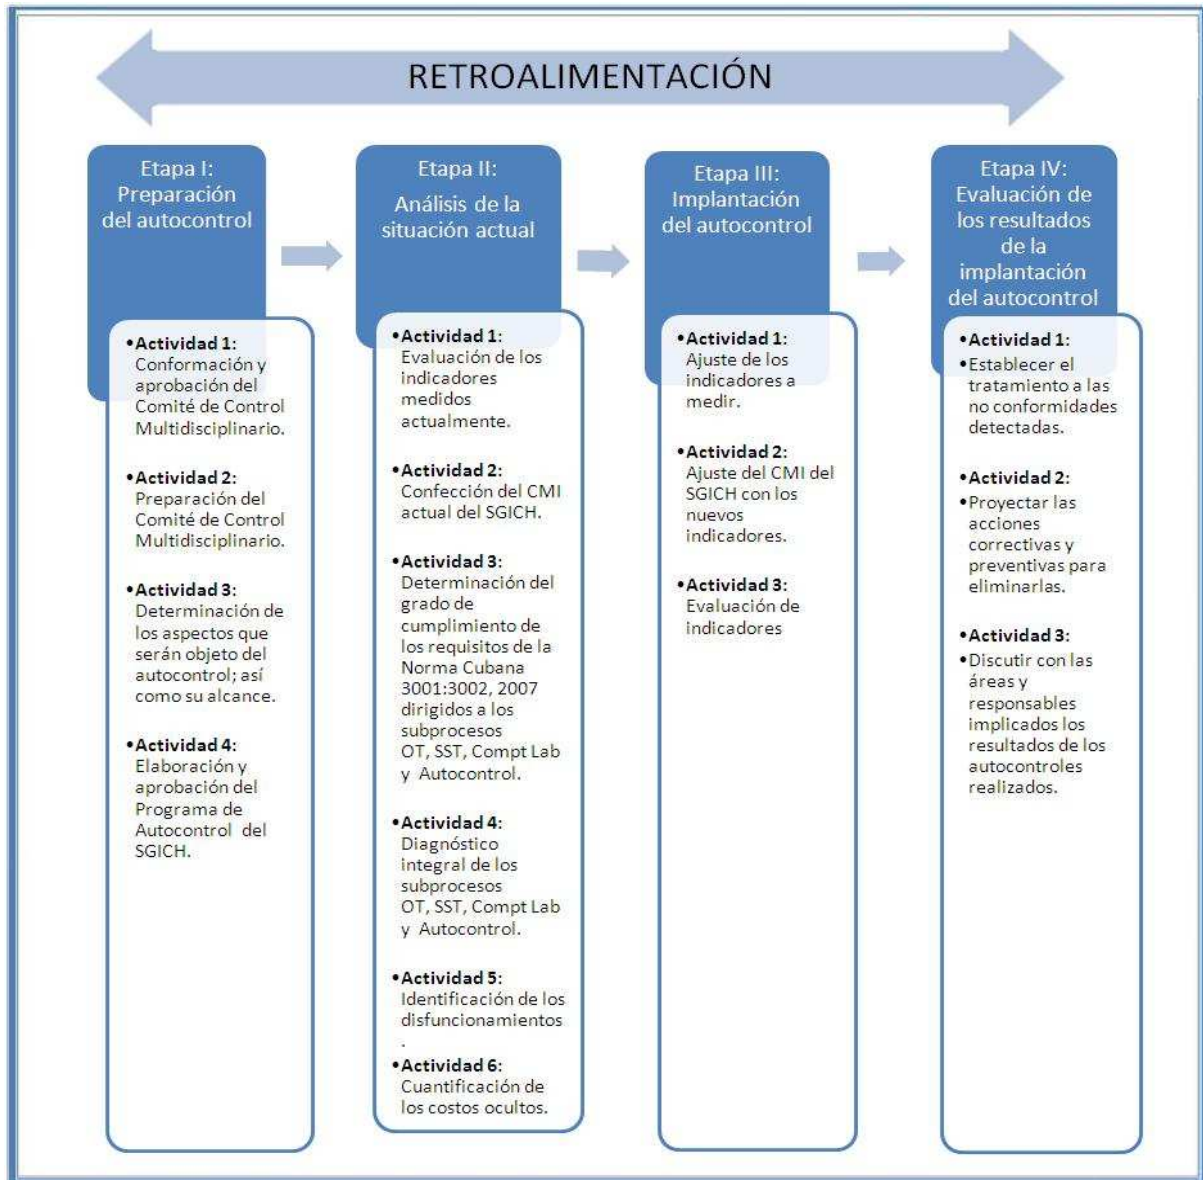 RETROALIMENTACIÓN
Etapa I:
Preparación
del autocontrol
•Actividad 1:
Conformación y
aprobación del
Comité de Control
Multidisciplinario.
•Actividad 2:
Preparación del
Comité de Control
Multidisciplinario.
•Actividad 3:
Determinación de
los aspectos que
serán objeto del
autocontrol; así
como su alcance.
•Actividad 4:
Elaboración y
aprobación del
Programa de
Autocontrol del
SGICH.
Etapa II:
Análisis de la
situación actual
•Actividad 1:
Evaluación de los
indicadores
medidos
actualmente.
•Actividad 2:
Confección del CMI
actual del SGICH.
•Actividad 3:
Determinación del
grado de
cumplimiento de
los requisitos de la
Norma Cubana
3001:3002, 2007
dirigidos a los
subprocesos
OT, SST, Compt Lab
y Autocontrol.
•Actividad 4:
Diagnóstico
integral de los
subprocesos
OT, SST, Compt Lab
y Autocontrol.
•Actividad 5:
Identificación de los
disfuncionamientos
.
•Actividad 6:
Cuantificación de
los costos ocultos.
Etapa III:
Implantación
del autocontrol
•Actividad 1:
Ajuste de los
indicadores a
medir.
•Actividad 2:
Ajuste del CMI del
SGICH con los
nuevos
indicadores.
•Actividad 3:
Evaluación de
indicadores
Etapa IV:
Evaluación de
los resultados
de la
implantación
del autocontrol
•Actividad 1:
•Establecer el
tratamiento a las
no conformidades
detectadas.
•Actividad 2:
•Proyectar las
acciones
correctivas y
preventivas para
eliminarlas.
•Actividad 3:
•Discutir con las
áreas y
responsables
implicados los
resultados de los
autocontroles
realizados.